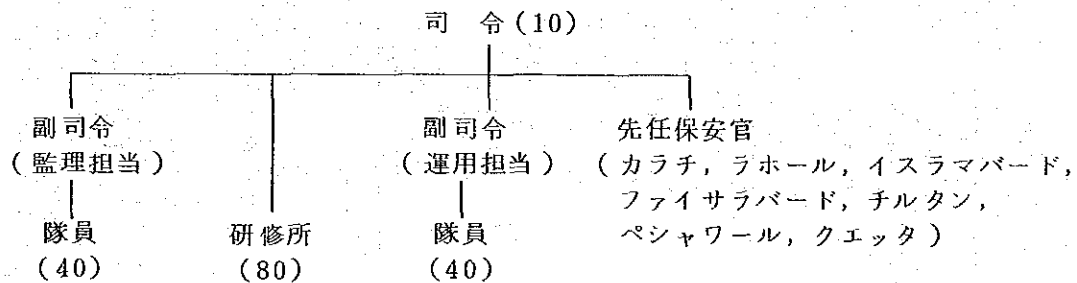 司 令(10)
副司令
(監理担当)
隊員
(40)
研修所
(80)
副司令
(運用担当)
隊員
(40)
先任保安官
(カラチ,ラホール,イスラマバード,
ファイサラバード,チルタン,
ペシャワール,クエッタ)